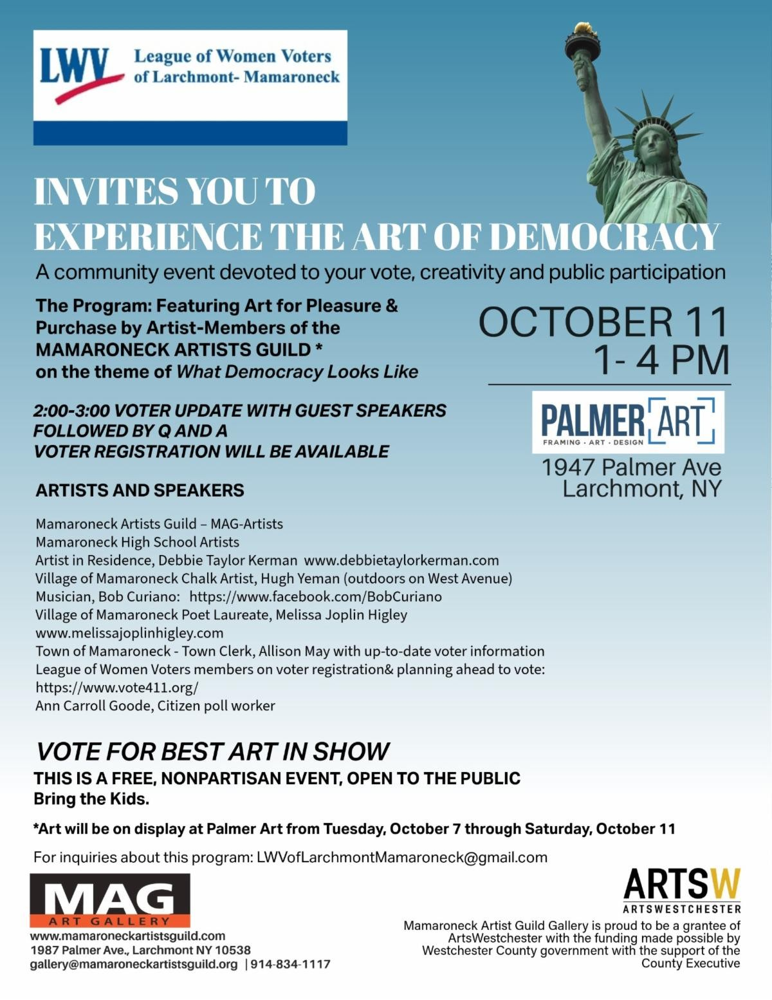 LWV
League of Women Voters
of Larchmont- Mamaroneck
INVITES YOU TO
EXPERIENCE THE ART OF DEMOCRACY
A community event devoted to your vote, creativity and public participation
The Program: Featuring Art for Pleasure &
Purchase by Artist-Members of the
MAMARONECK ARTISTS GUILD *
on the theme of What Democracy Looks Like
OCTOBER 11
1- 4 PM
PALMER ART
FRAMING · ART · DESIGN
1947 Palmer Ave
Larchmont, NY
2:00-3:00 VOTER UPDATE WITH GUEST SPEAKERS
FOLLOWED BY Q AND A
VOTER REGISTRATION WILL BE AVAILABLE
ARTISTS AND SPEAKERS
Mamaroneck Artists Guild – MAG-Artists
Mamaroneck High School Artists
Artist in Residence, Debbie Taylor Kerman www.debbietaylorkerman.com
Village of Mamaroneck Chalk Artist, Hugh Yeman (outdoors on West Avenue)
Musician, Bob Curiano: https://www.facebook.com/BobCuriano
Village of Mamaroneck Poet Laureate, Melissa Joplin Higley
www.melissajoplinhigley.com
Town of Mamaroneck - Town Clerk, Allison May with up-to-date voter information
League of Women Voters members on voter registration& planning ahead to vote:
https://www.vote411.org/
Ann Carroll Goode, Citizen poll worker
VOTE FOR BEST ART IN SHOW
THIS IS A FREE, NONPARTISAN EVENT, OPEN TO THE PUBLIC
Bring the Kids.
*Art will be on display at Palmer Art from Tuesday, October 7 through Saturday, October 11
For inquiries about this program: LWVofLarchmontMamaroneck@gmail.com
MAG
ART GALLERY
www.mamaroneckartistsguild.com
1987 Palmer Ave., Larchmont NY 10538
gallery@mamaroneckartistsguild.org | 914-834-1117
ARTSW
ARTSWESTCHESTER
Mamaroneck Artist Guild Gallery is proud to be a grantee of
ArtsWestchester with the funding made possible by
Westchester County government with the support of the
County Executive